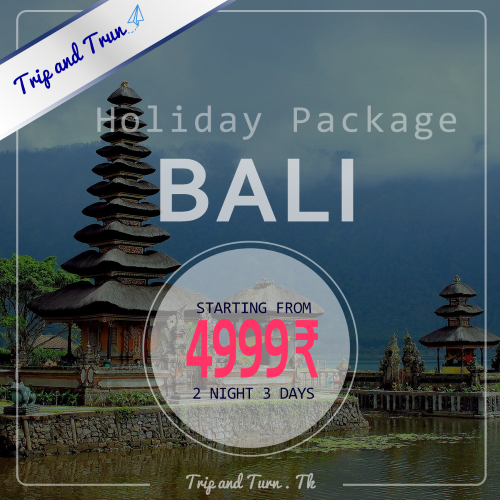 Trip and Trun
Holiday Package
BALI
STARTING FROM
4999₹
2 NIGHT 3 DAYS
Trip and Turn . Tk